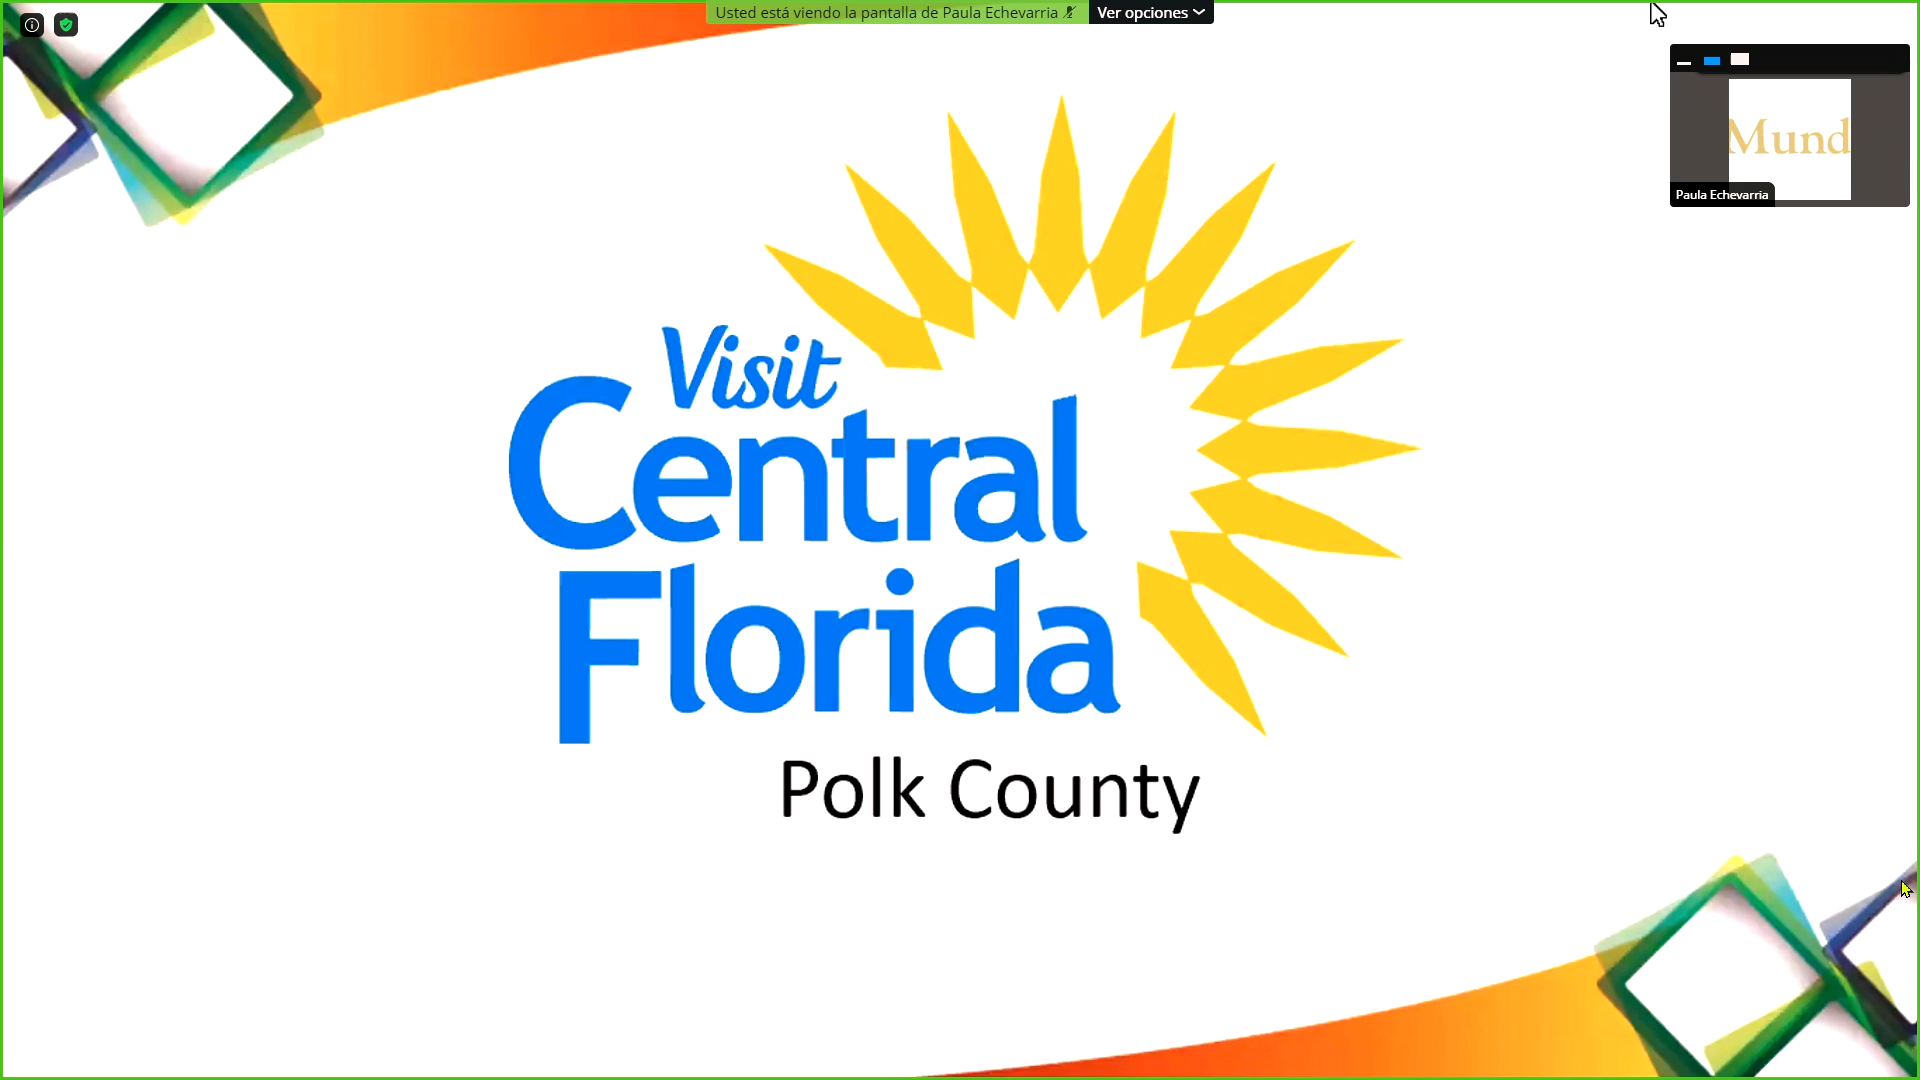 Usted está viendo la pantalla de Paula Echevarria
Ver opciones
Mund
Paula Echevarria
Visit
Central
Florida
Polk County